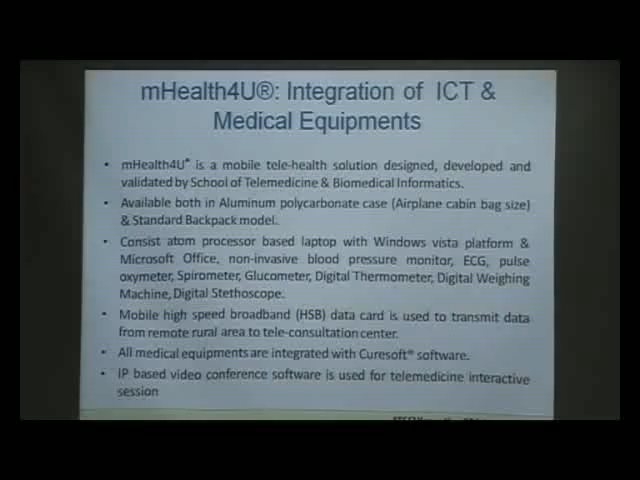 mHealth4U®: Integration of ICT &
Medical Equipments
• mHealth4U® is a mobile tele-health solution designed, developed and
validated by School of Telemedicine & Biomedical Informatics.
• Available both in Aluminum polycarbonate case (Airplane cabin bag size)
& Standard Backpack model.
• Consist atom processor based laptop with Windows vista platform &
Microsoft Office, non-invasive blood pressure monitor, ECG, pulse
oxymeter, Spirometer, Glucometer, Digital Thermometer, Digital Weighing
Machine, Digital Stethoscope.
• Mobile high speed broadband (HSB) data card is used to transmit data
from remote rural area to tele-consultation center.
• All medical equipments are integrated with Curesoft® software.
• IP based video conference software is used for telemedicine interactive
session